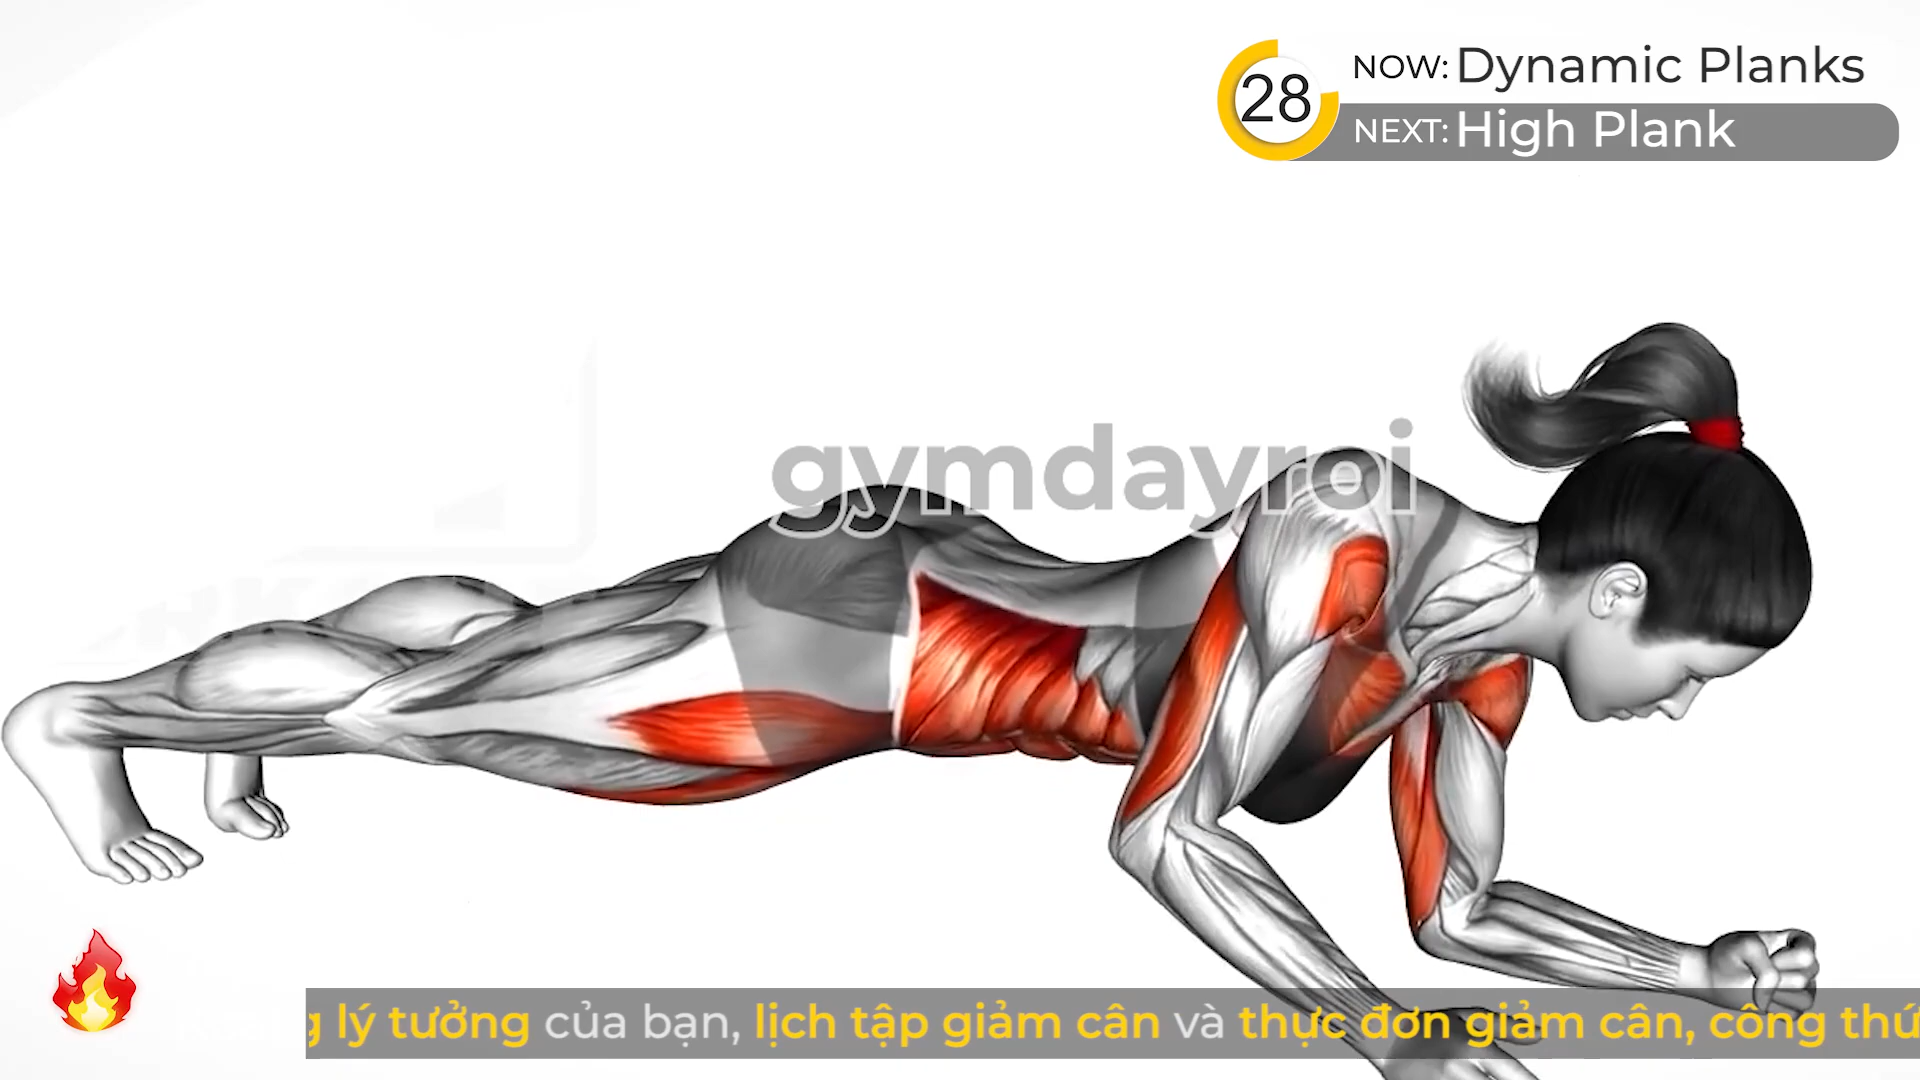 28
NOW: Dynamic Planks
NEXT: High Plank
gymdayroi
g lý tưởng của bạn, lịch tập giảm cân và thực đơn giảm cân, công thứ